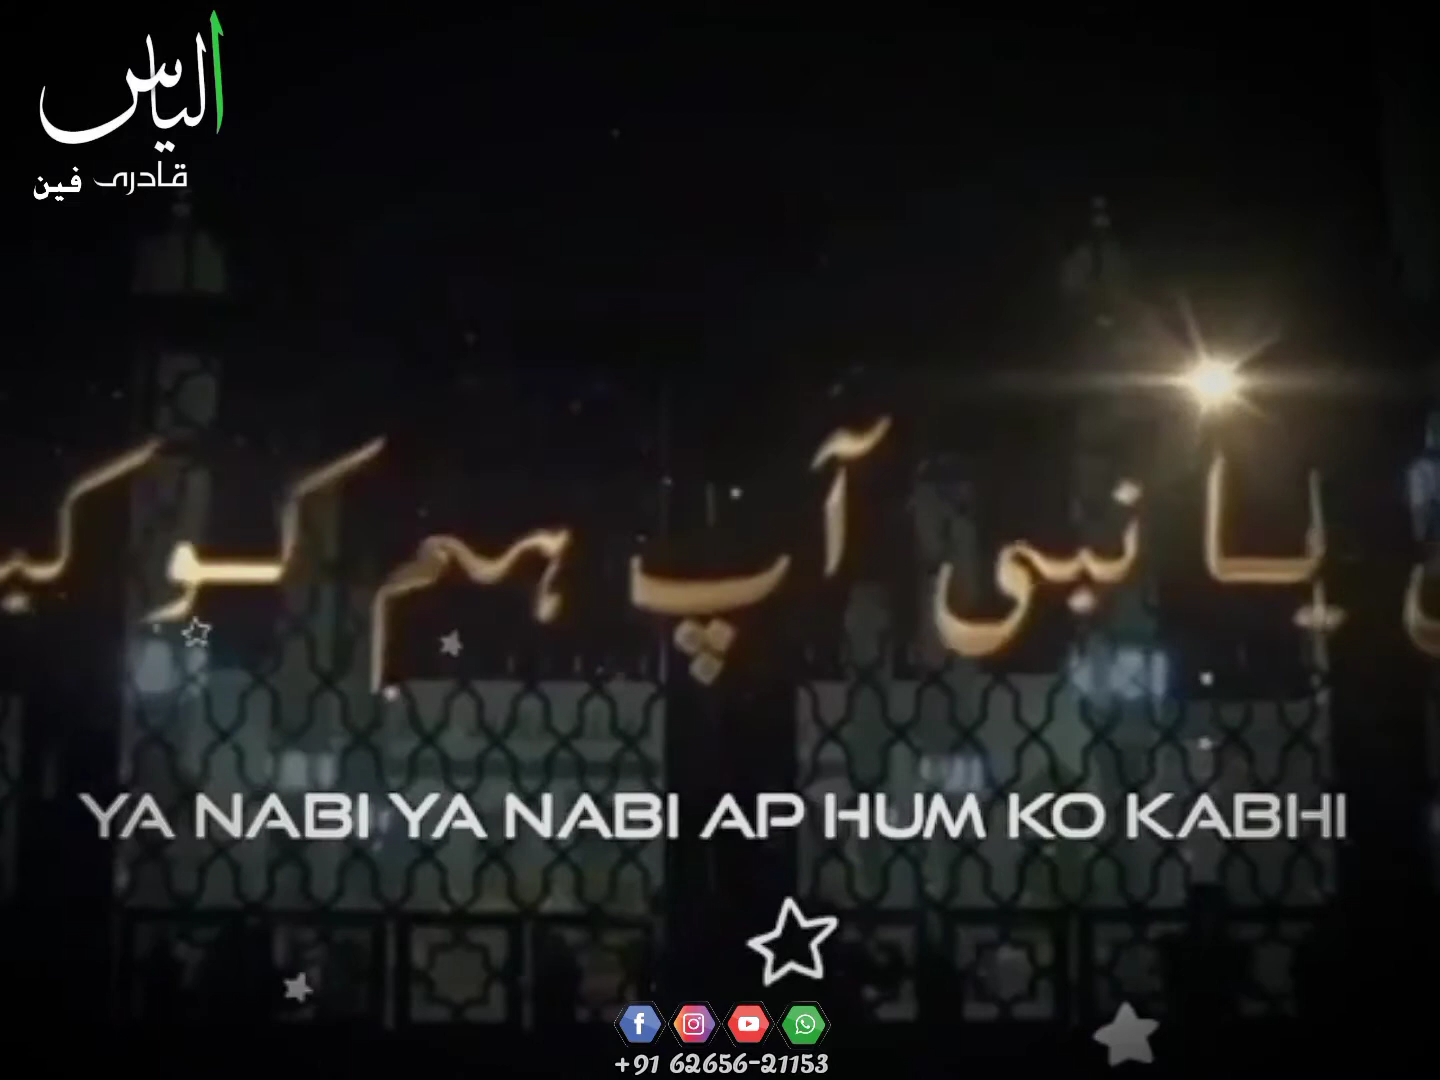 الیاس
قادری فین
یا نبی آپ ہم کو
YA NABI YA NABI AP HUM KO KABHI
+91 62656-21153